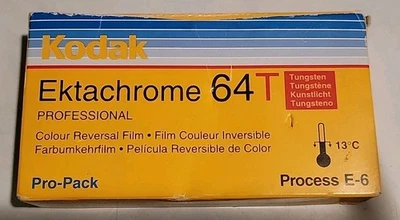 Kodak
Ektachrome 64T
Tungsten
Tungstène
Kunstlicht
Tungsteno
PROFESSIONAL
Colour Reversal Film • Film Couleur Inversible
Farbumkehrfilm • Película Reversible de Color
13°C
Pro-Pack
Process E-6